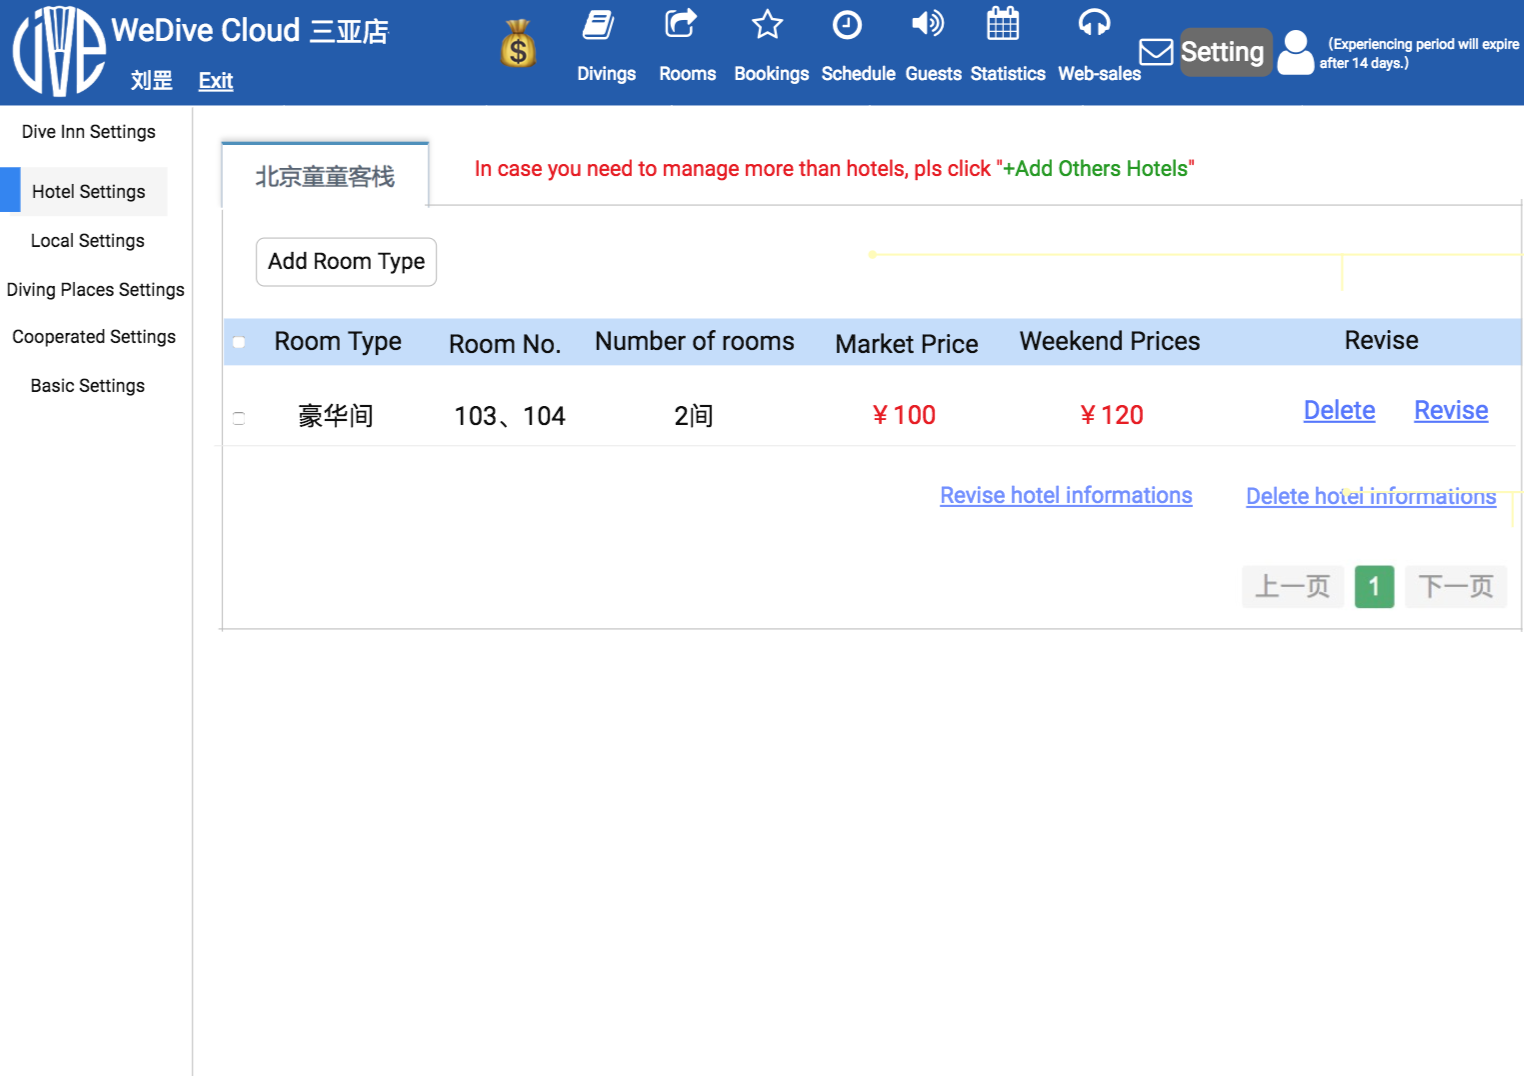 WeDive Cloud 三亚店
刘罡 Exit
Divings Rooms Bookings Schedule Guests Statistics Web-sales
Setting
(Experiencing period will expire
after 14 days.)
Dive Inn Settings
Hotel Settings
Local Settings
Diving Places Settings
Cooperated Settings
Basic Settings
北京童童客栈
In case you need to manage more than hotels, pls click "+Add Others Hotels"
Add Room Type
Room Type Room No. Number of rooms Market Price Weekend Prices Revise
豪华间 103、104 2间 ¥100 ¥120 Delete Revise
Revise hotel informations Delete hotel informations
上一页 1 下一页